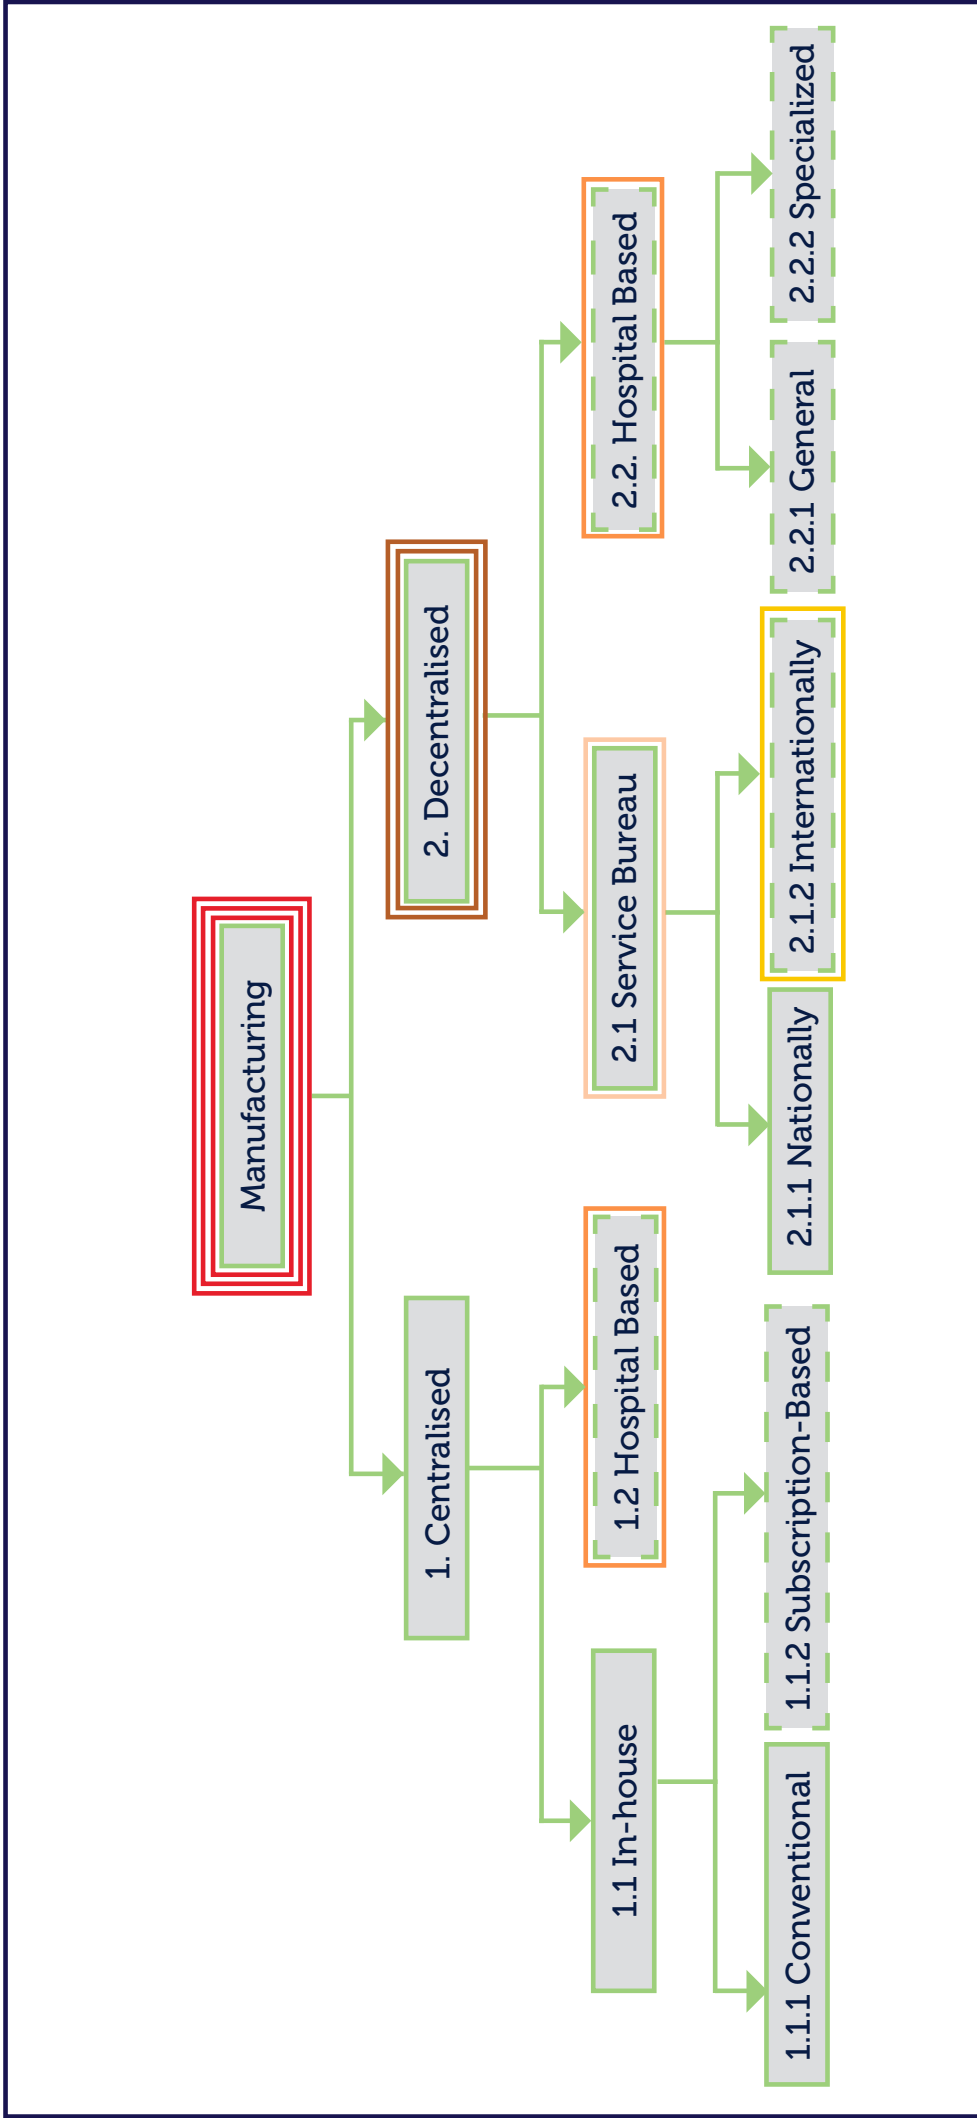 Manufacturing
1. Centralised
2. Decentralised
1.1 In-house
1.2 Hospital Based
2.1 Service Bureau
2.2. Hospital Based
1.1.1 Conventional
1.1.2 Subscription-Based
2.1.1 Nationally
2.1.2 Internationally
2.2.1 General
2.2.2 Specialized